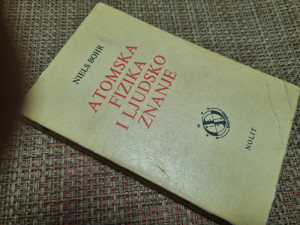 NIELS BOHR
ATOMSKA
FIZIKA
I LJUDSKO
ZNANJE
NOLIT